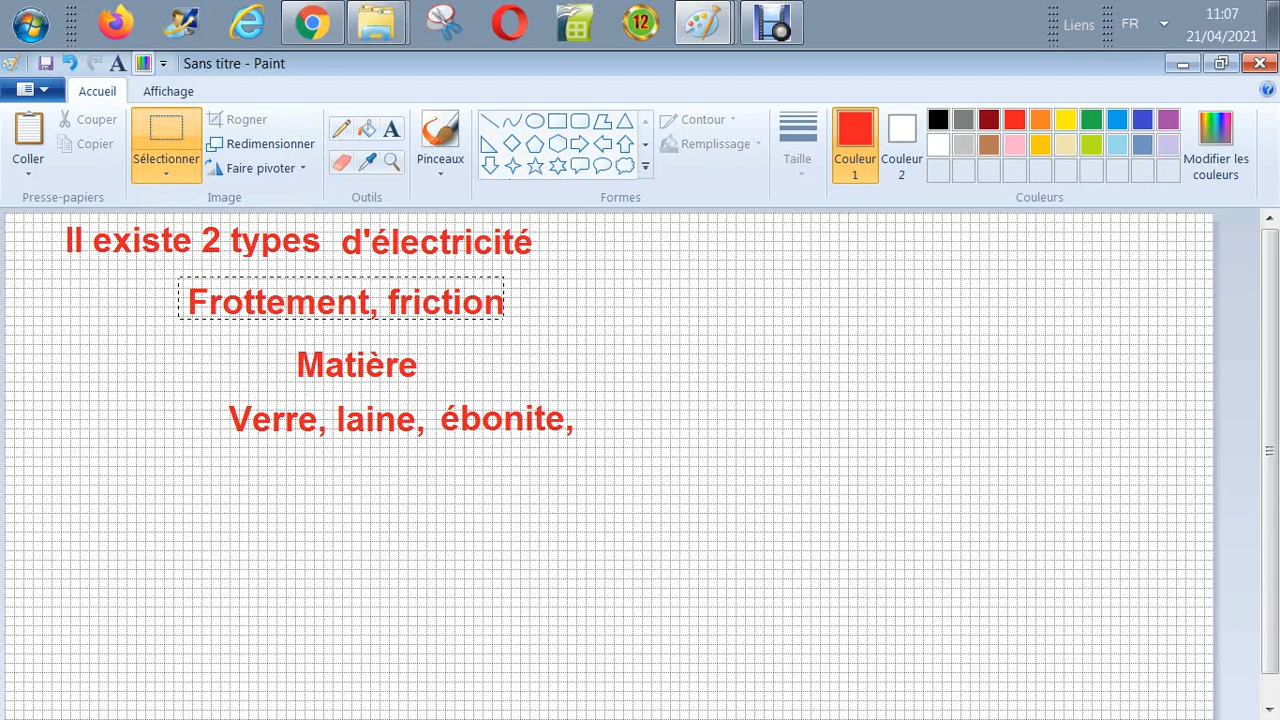 12
Liens
FR
11:07
21/04/2021
Sans titre - Paint
Accueil
Affichage
Coller
Couper
Copier
Presse-papiers
Sélectionner
Rogner
Redimensionner
Faire pivoter
Image
Outils
Pinceaux
Contour
Remplissage
Formes
Taille
Couleur
1
Couleur
2
Modifier les
couleurs
Couleurs
Il existe 2 types d'électricité
Frottement, friction
Matière
Verre, laine, ébonite,